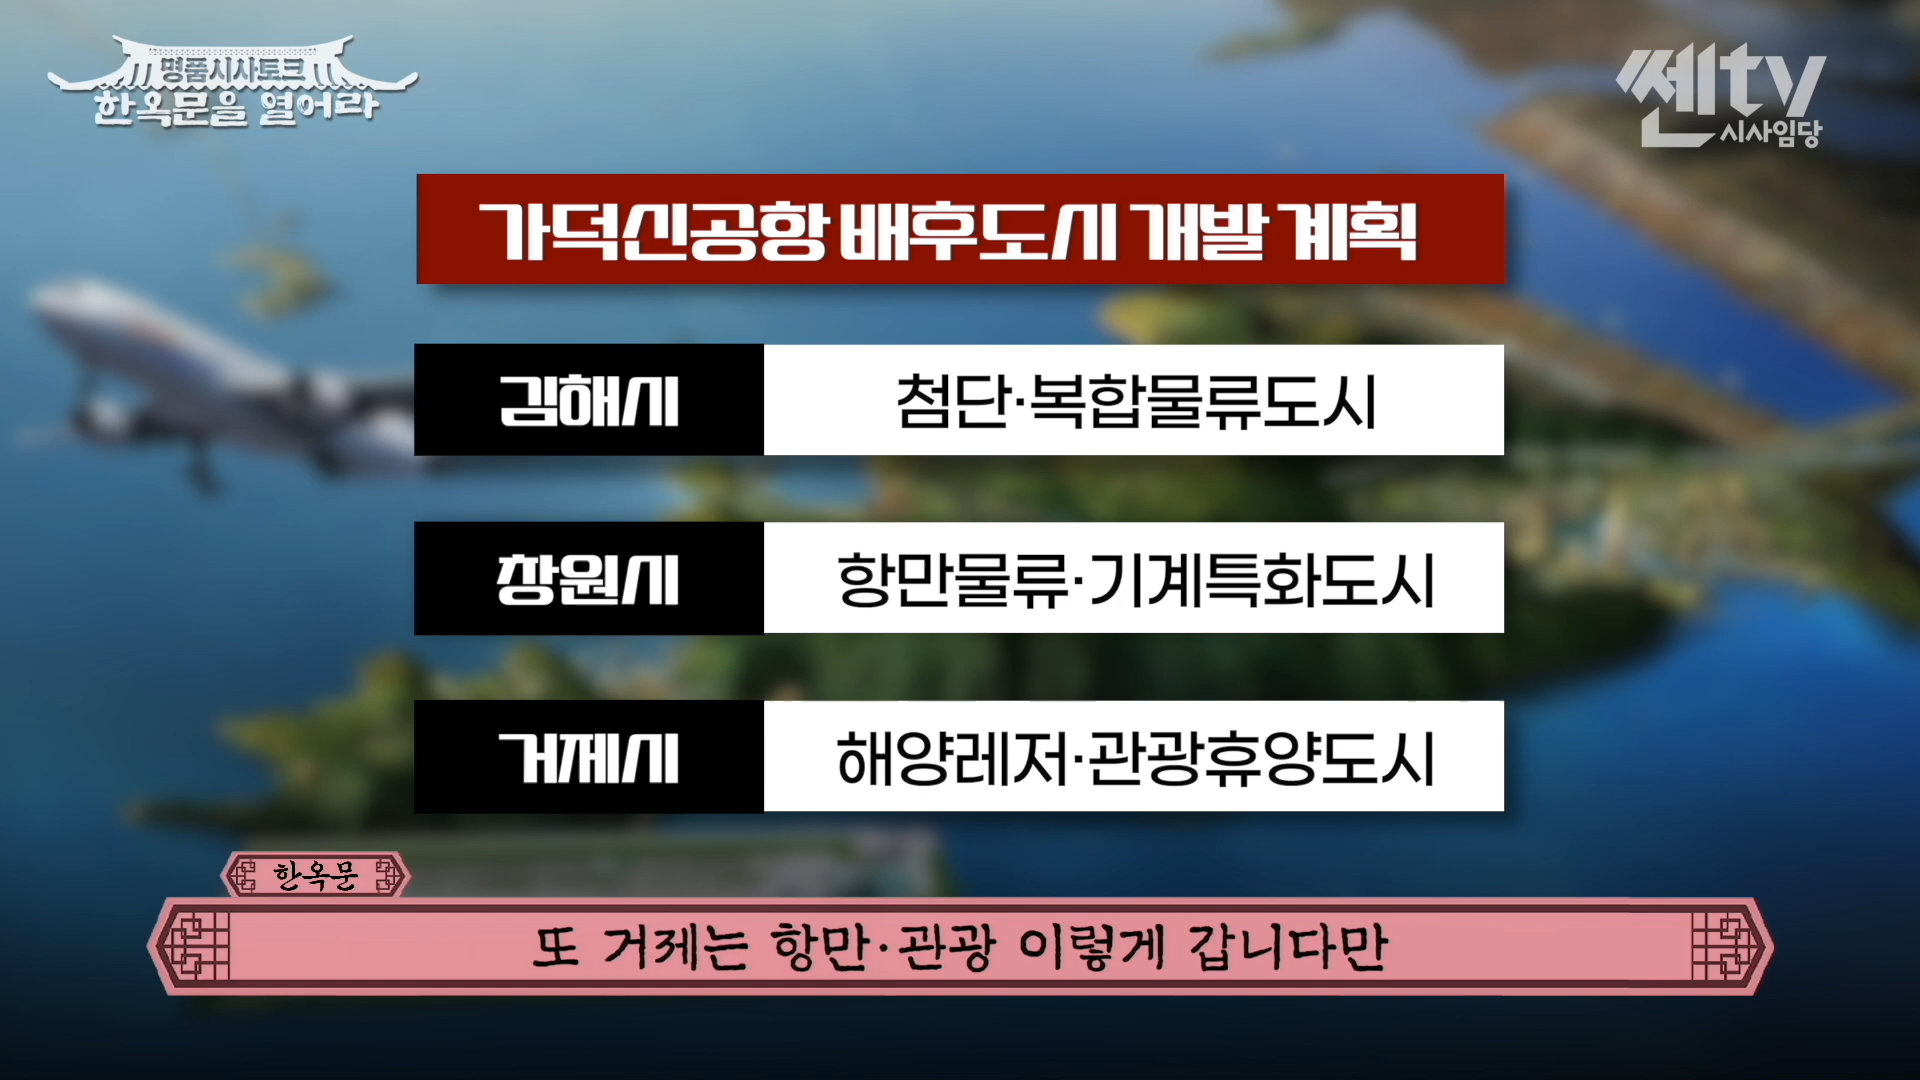 명품시사토크
한옥문을 열어라
쎈tv
시사임당
가덕신공항 배후도시 개발 계획
김해시
첨단·복합물류도시
창원시
항만물류·기계특화도시
거제시
해양레저·관광휴양도시
한옥문
또 거제는 항만·관광 이렇게 갑니다만